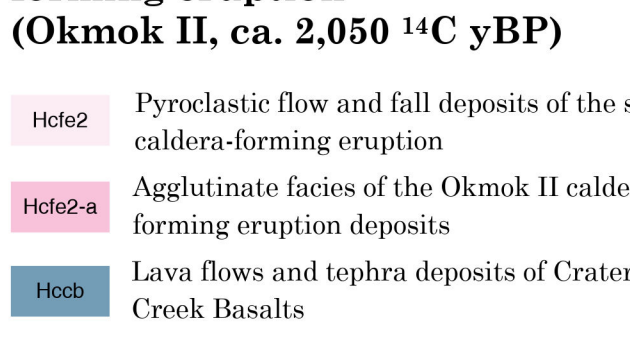 forming eruption
(Okmok II, ca. 2,050 ¹⁴C yBP)
Hcfe2
Pyroclastic flow and fall deposits of the
caldera-forming eruption
Hcfe2-a
Agglutinate facies of the Okmok II calde
forming eruption deposits
Hccb
Lava flows and tephra deposits of Crater
Creek Basalts